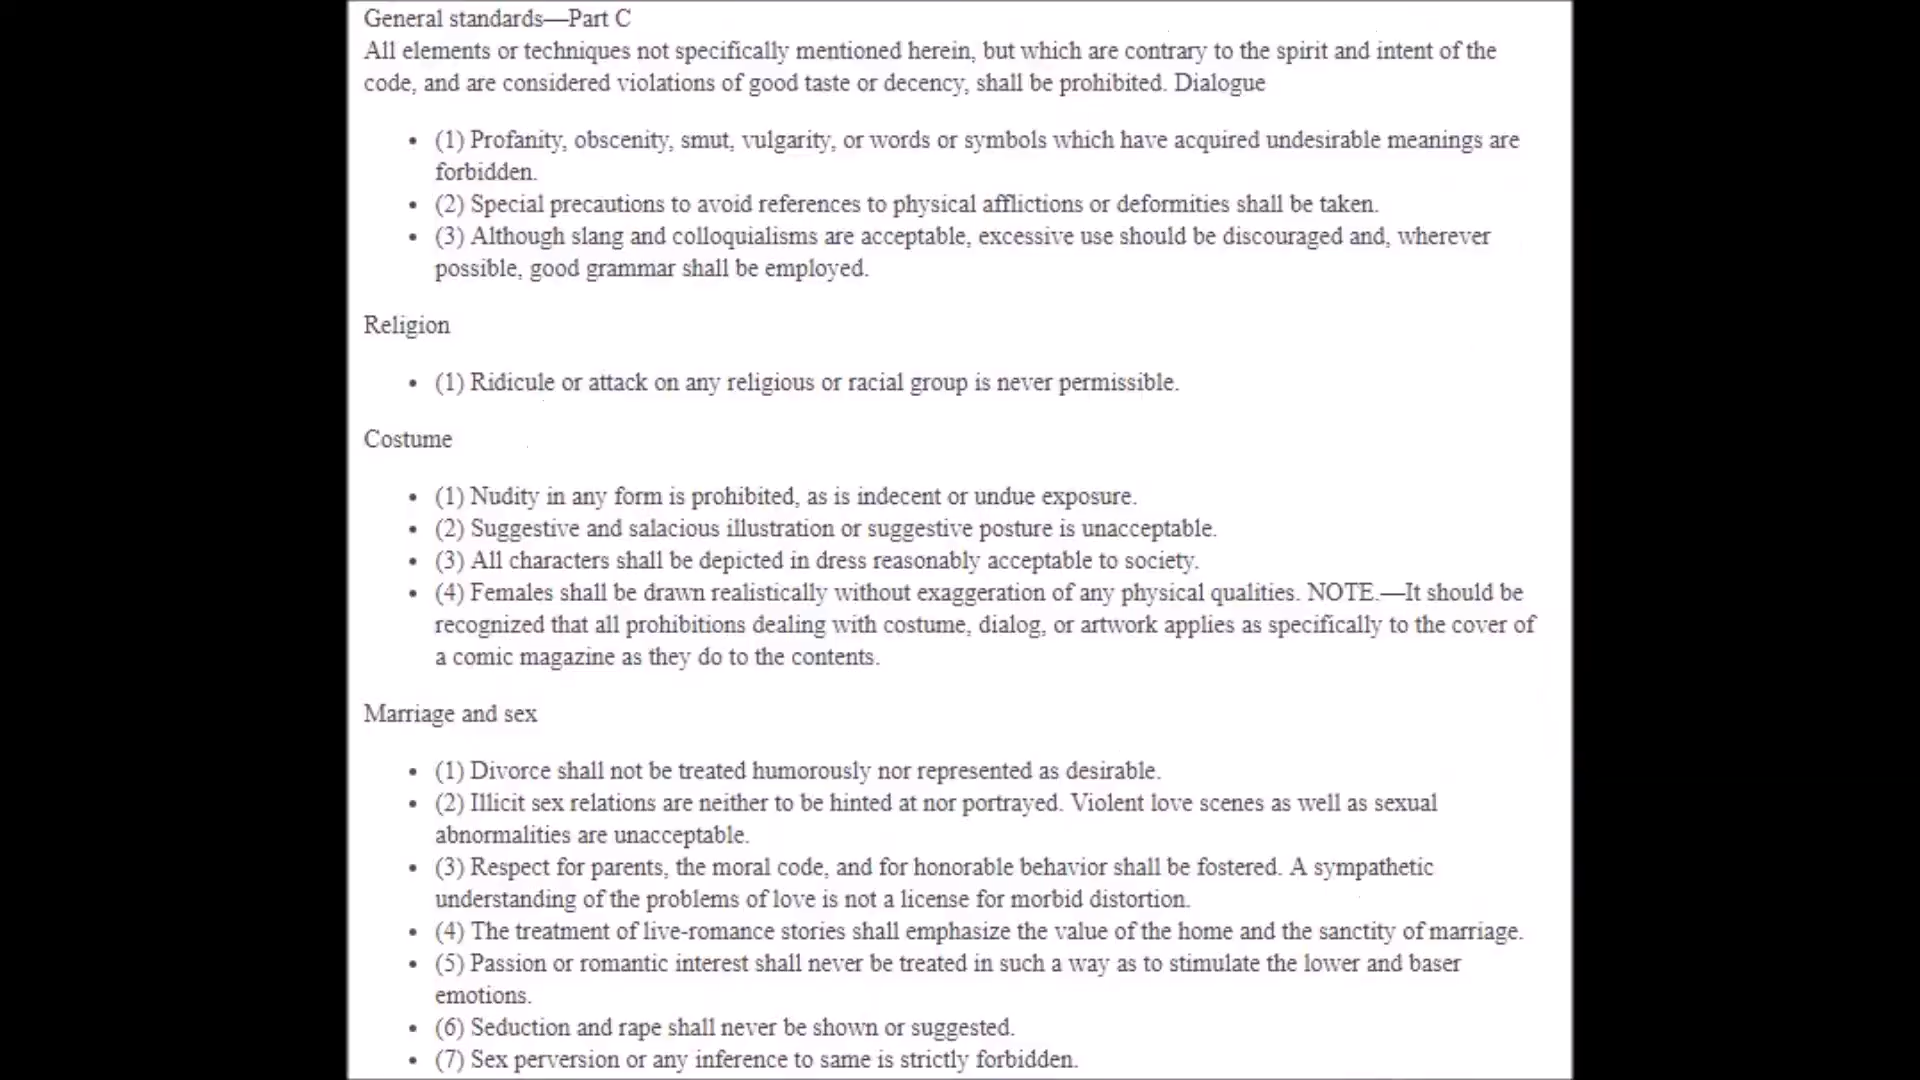 General standards—Part C
All elements or techniques not specifically mentioned herein, but which are contrary to the spirit and intent of the
code, and are considered violations of good taste or decency, shall be prohibited. Dialogue
• (1) Profanity, obscenity, smut, vulgarity, or words or symbols which have acquired undesirable meanings are
forbidden.
• (2) Special precautions to avoid references to physical afflictions or deformities shall be taken.
• (3) Although slang and colloquialisms are acceptable, excessive use should be discouraged and, wherever
possible, good grammar shall be employed.
Religion
• (1) Ridicule or attack on any religious or racial group is never permissible.
Costume
• (1) Nudity in any form is prohibited, as is indecent or undue exposure.
• (2) Suggestive and salacious illustration or suggestive posture is unacceptable.
• (3) All characters shall be depicted in dress reasonably acceptable to society.
• (4) Females shall be drawn realistically without exaggeration of any physical qualities. NOTE.—It should be
recognized that all prohibitions dealing with costume, dialog, or artwork applies as specifically to the cover of
a comic magazine as they do to the contents.
Marriage and sex
• (1) Divorce shall not be treated humorously nor represented as desirable.
• (2) Illicit sex relations are neither to be hinted at nor portrayed. Violent love scenes as well as sexual
abnormalities are unacceptable.
• (3) Respect for parents, the moral code, and for honorable behavior shall be fostered. A sympathetic
understanding of the problems of love is not a license for morbid distortion.
• (4) The treatment of live-romance stories shall emphasize the value of the home and the sanctity of marriage.
• (5) Passion or romantic interest shall never be treated in such a way as to stimulate the lower and baser
emotions.
• (6) Seduction and rape shall never be shown or suggested.
• (7) Sex perversion or any inference to same is strictly forbidden.